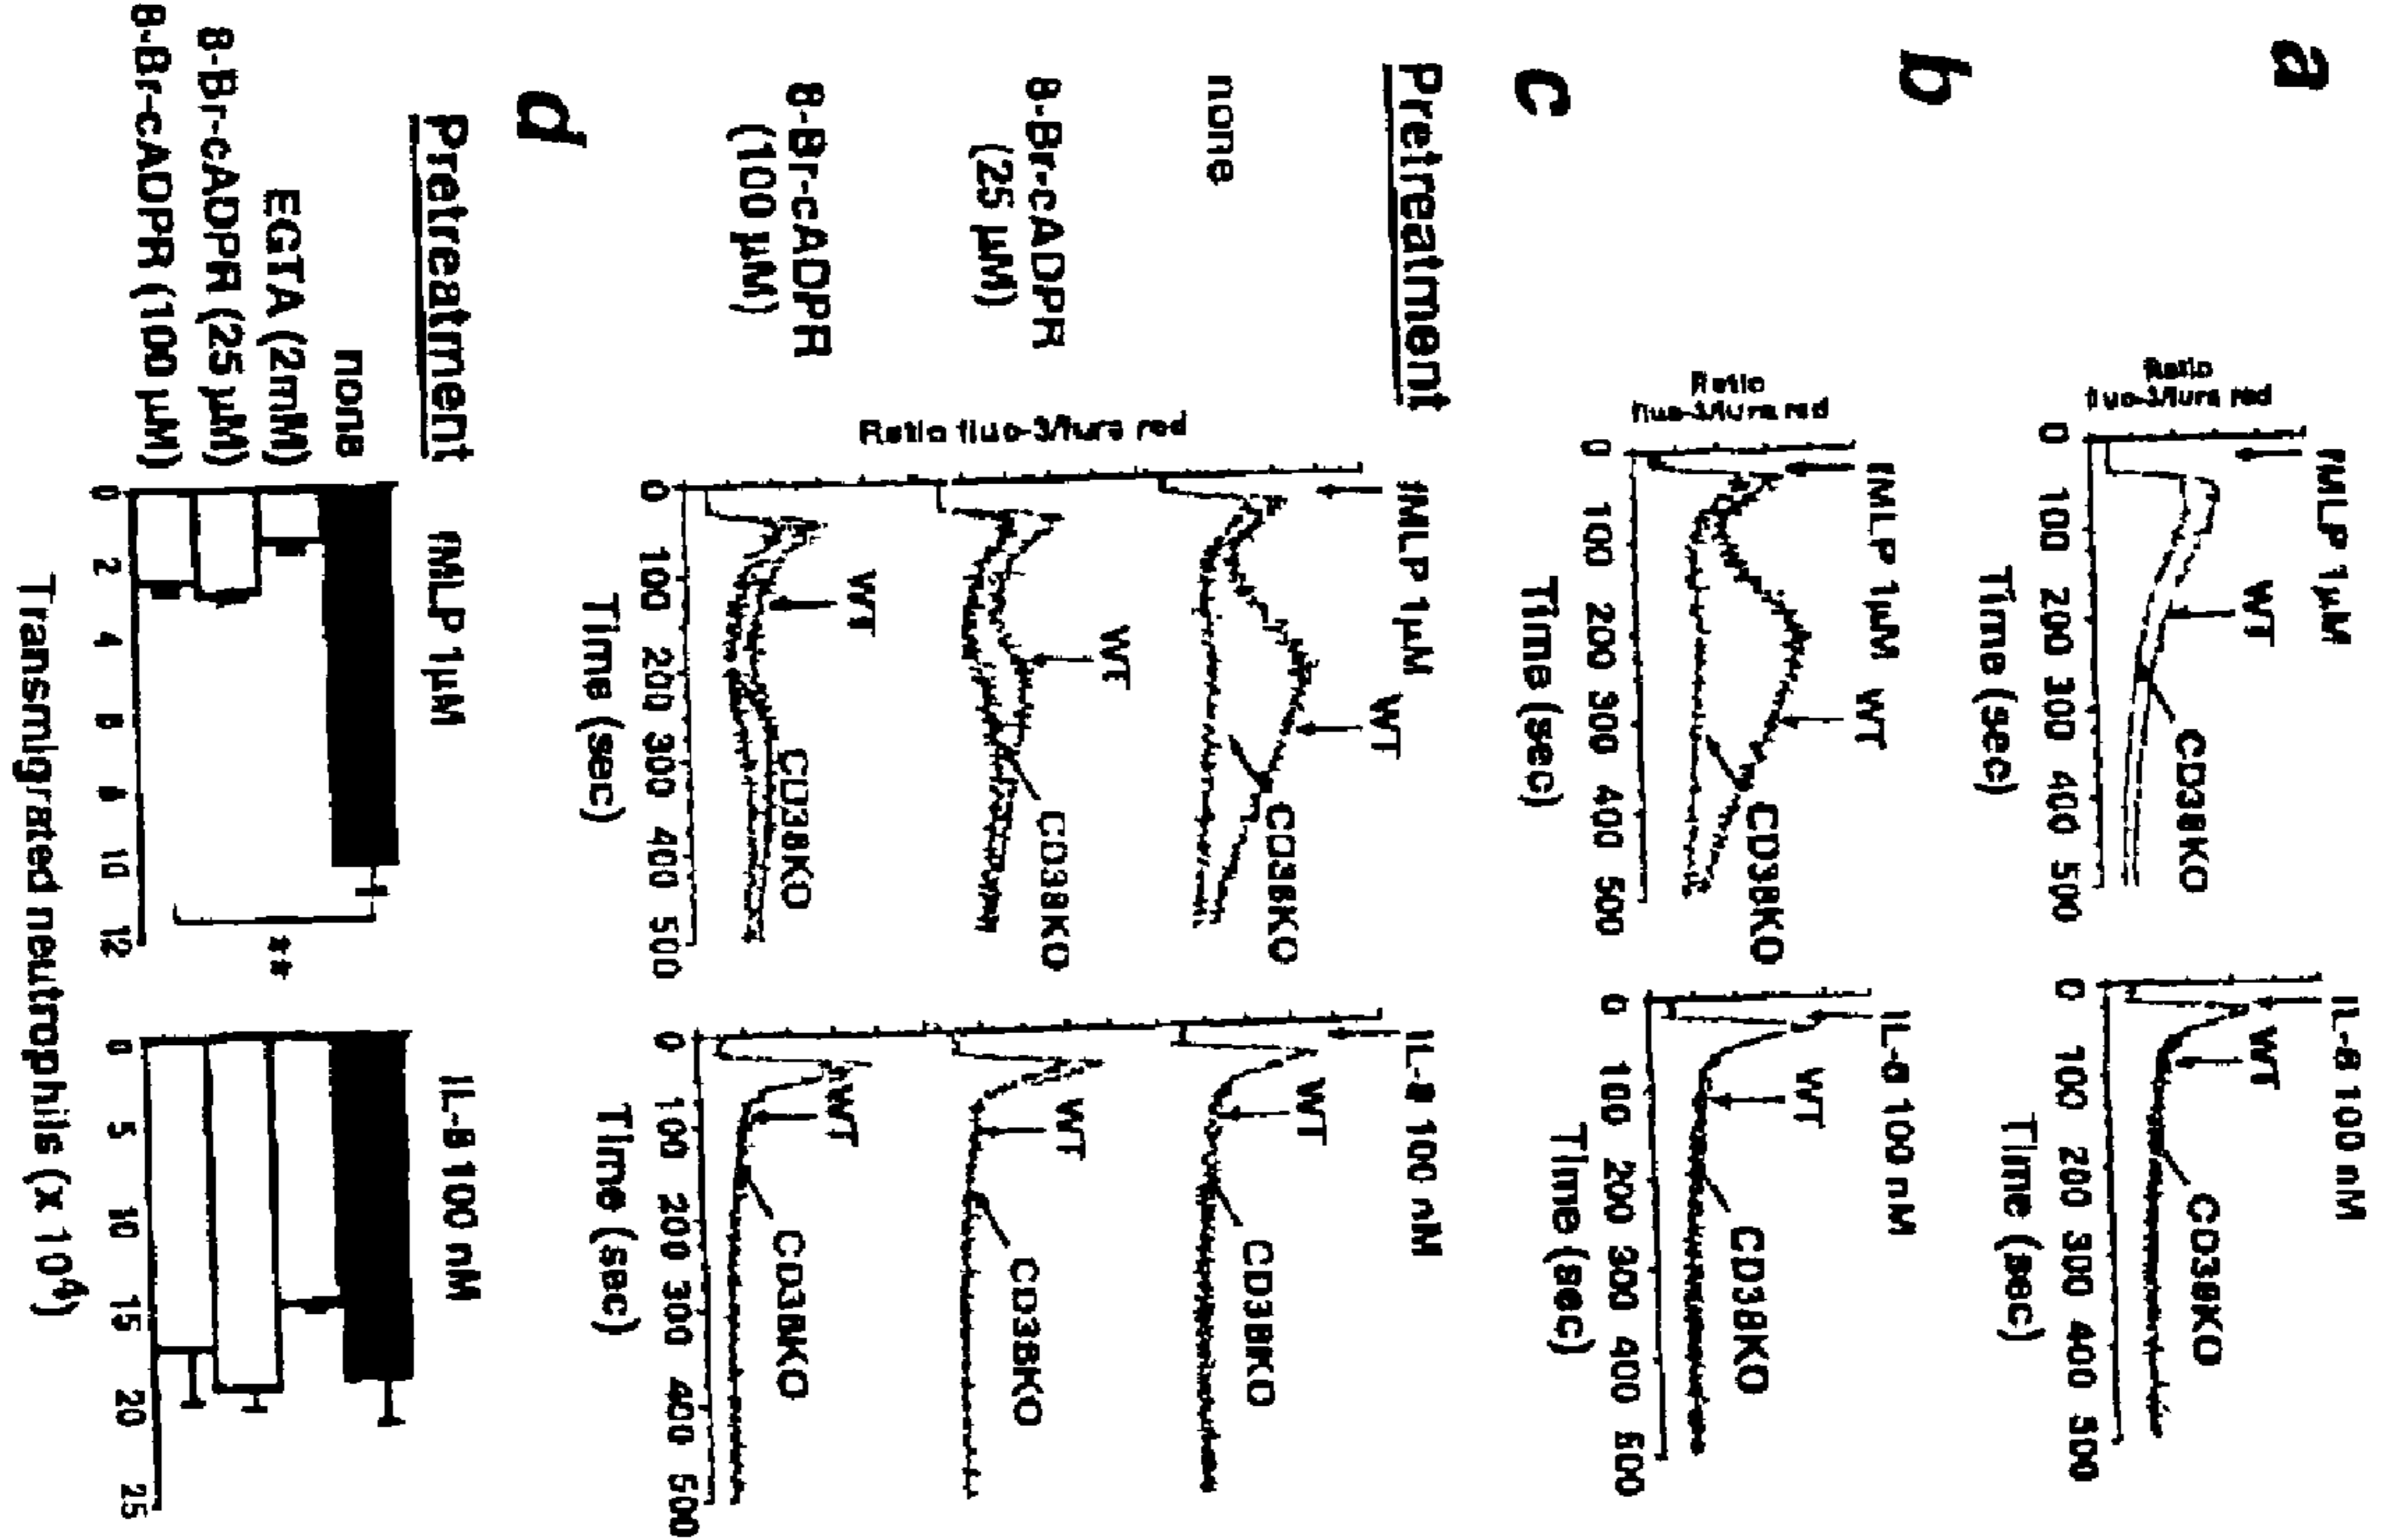 a
fMLP 1µM
IL-8 100 nM
Ratio
fluo-3/fura red
WT
CD38KO
WT
CD38KO
0 100 200 300 400 500
0 100 200 300 400 500
Time (sec)
Time (sec)
b
fMLP 1µM
IL-8 100 nM
Ratio
fluo-3/fura red
WT
CD38KO
WT
CD38KO
0 100 200 300 400 500
0 100 200 300 400 500
Time (sec)
Time (sec)
c
Pretreatment
fMLP 1µM
IL-8 100 nM
none
WT
CD38KO
WT
CD38KO
8-Br-cADPR
(25 µM)
WT
CD38KO
WT
CD38KO
8-Br-cADPR
(100 µM)
WT
CD38KO
WT
CD38KO
Ratio fluo-3/fura red
0 100 200 300 400 500
0 100 200 300 400 500
Time (sec)
Time (sec)
d
Pretreatment
fMLP 1µM
IL-8 100 nM
none
EGTA (2mM)
8-Br-cADPR (25 µM)
8-Br-cADPR (100 µM)
**
0 2 4 6 8 10 12
0 5 10 15 20 25
Transmigrated neutrophils (x 10⁴)